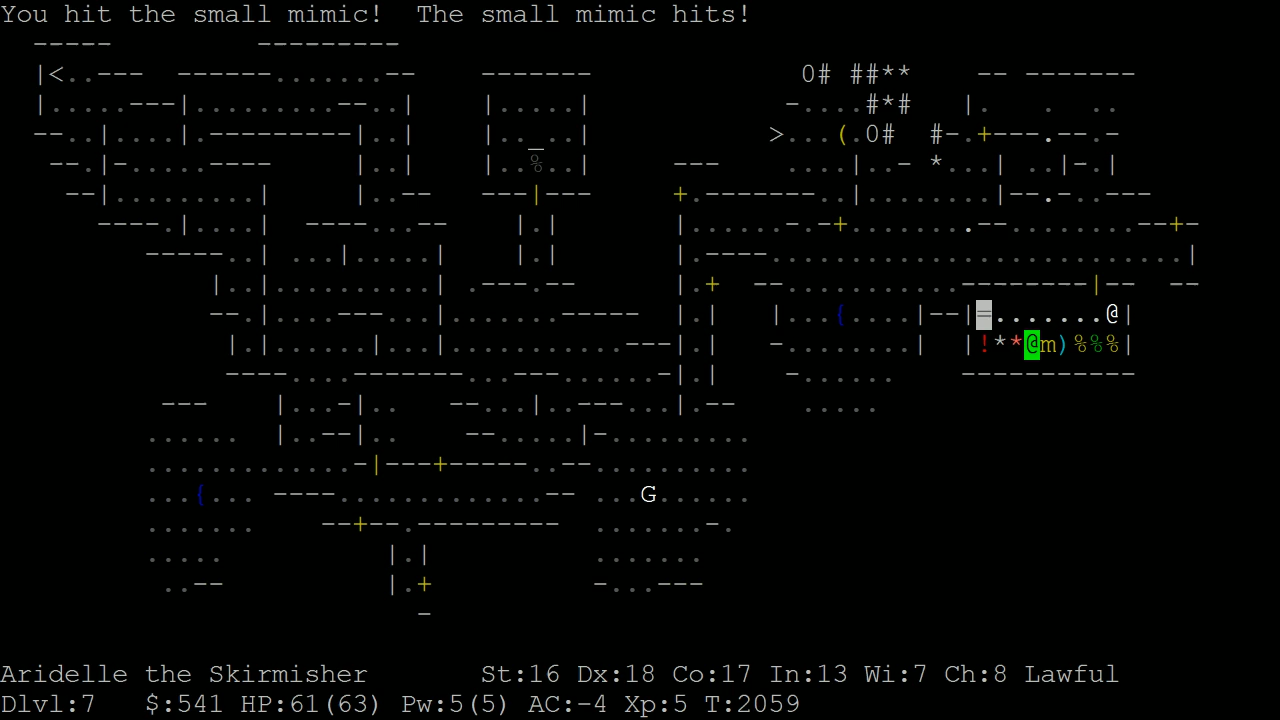 You hit the small mimic!  The small mimic hits!
Aridelle the Skirmisher       St:16 Dx:18 Co:17 In:13 Wi:7 Ch:8 Lawful
Dlvl:7   $:541 HP:61(63) Pw:5(5) AC:-4 Xp:5 T:2059